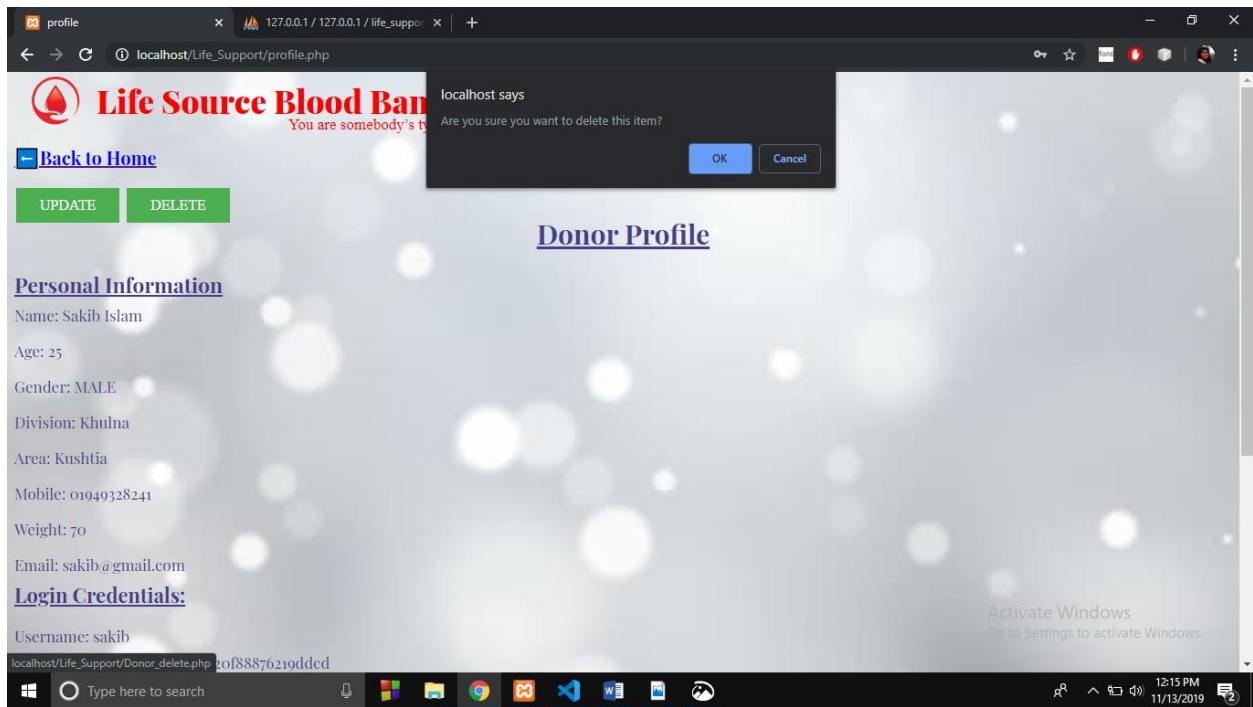 profile
127.0.0.1 / 127.0.0.1 / life_suppor
localhost/Life_Support/profile.php
font
Life Source Blood Ban
You are somebody's ty
localhost says
Are you sure you want to delete this item?
OK
Cancel
Back to Home
UPDATE
DELETE
Donor Profile
Personal Information
Name: Sakib Islam
Age: 25
Gender: MALE
Division: Khulna
Area: Kushtia
Mobile: 01949328241
Weight: 70
Email: sakib@gmail.com
Login Credentials:
Username: sakib
20f88876219ddcd
localhost/Life_Support/Donor_delete.php
Activate Windows
Go to Settings to activate Windows.
Type here to search
12:15 PM
11/13/2019
2